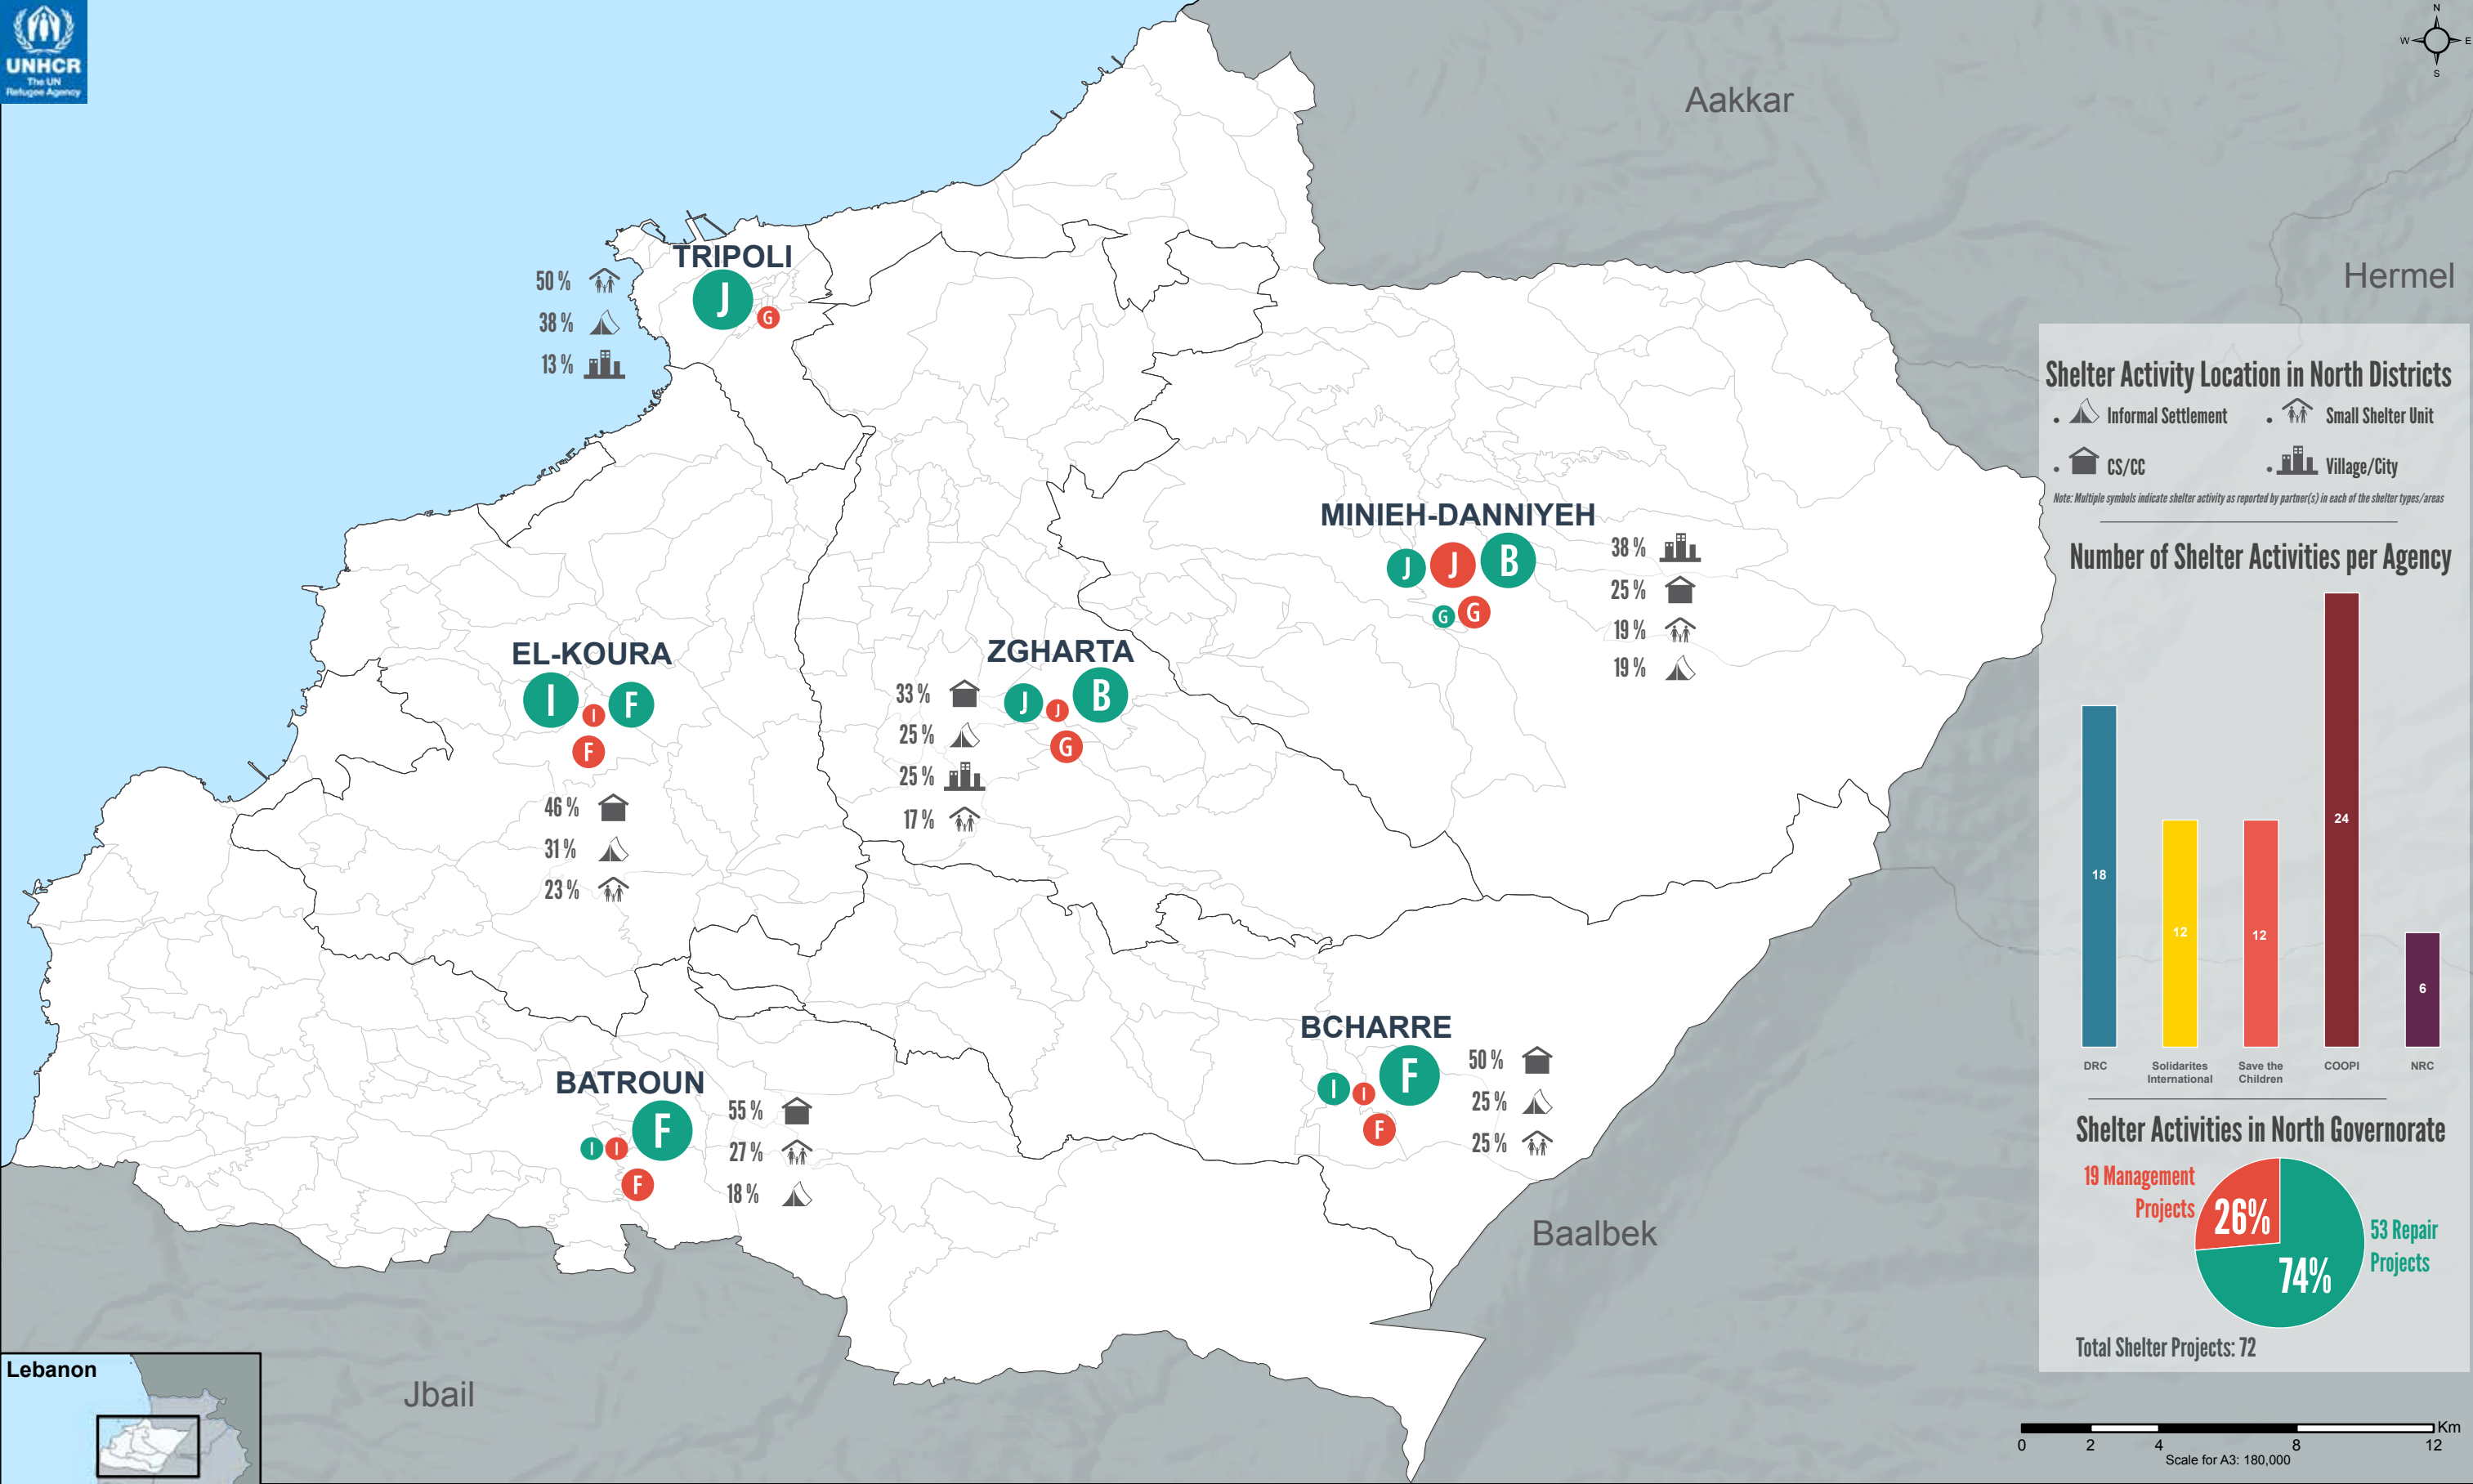 UNHCR
The UN
Refugee Agency
N
W
E
S
Aakkar
Hermel
TRIPOLI
J
G
50 %
38 %
13 %
MINIEH-DANNIYEH
J
J
B
G
G
38 %
25 %
19 %
19 %
EL-KOURA
I
I
F
F
46 %
31 %
23 %
ZGHARTA
J
J
B
G
33 %
25 %
25 %
17 %
BCHARRE
I
I
F
F
50 %
25 %
25 %
BATROUN
I
I
F
F
55 %
27 %
18 %
Baalbek
Jbail
Lebanon
Shelter Activity Location in North Districts
• Informal Settlement
• Small Shelter Unit
• CS/CC
• Village/City
Note: Multiple symbols indicate shelter activity as reported by partner(s) in each of the shelter types/areas
Number of Shelter Activities per Agency
18
12
12
24
6
DRC
Solidarites
International
Save the
Children
COOPI
NRC
Shelter Activities in North Governorate
19 Management
Projects
26%
74%
53 Repair
Projects
Total Shelter Projects: 72
Km
0 2 4 8 12
Scale for A3: 180,000